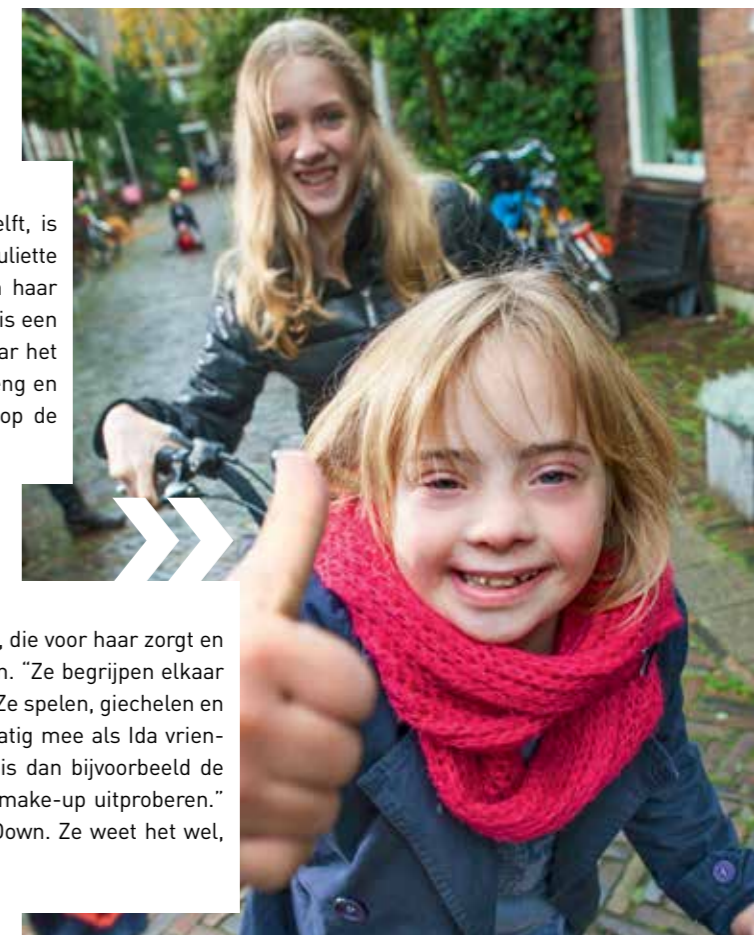 elft, is
uliette
haar
is een
ar het
eng en
op de
, die voor haar zorgt en
n. “Ze begrijpen elkaar
Ze spelen, giechelen en
atig mee als Ida vrien-
is dan bijvoorbeeld de
make-up uitproberen.”
Down. Ze weet het wel,